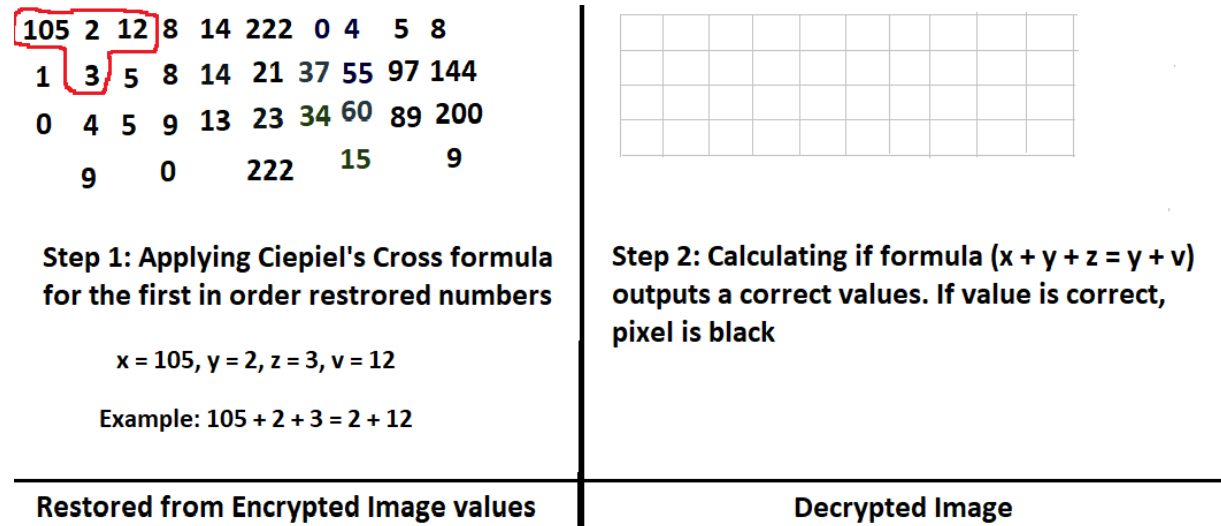 105 2 12 8 14 222 0 4 5 8
1 3 5 8 14 21 37 55 97 144
0 4 5 9 13 23 34 60 89 200
9 0 222 15 9
Step 1: Applying Ciepiel's Cross formula
for the first in order restrored numbers
x = 105, y = 2, z = 3, v = 12
Example: 105 + 2 + 3 = 2 + 12
Restored from Encrypted Image values
Step 2: Calculating if formula (x + y + z = y + v)
outputs a correct values. If value is correct,
pixel is black
Decrypted Image